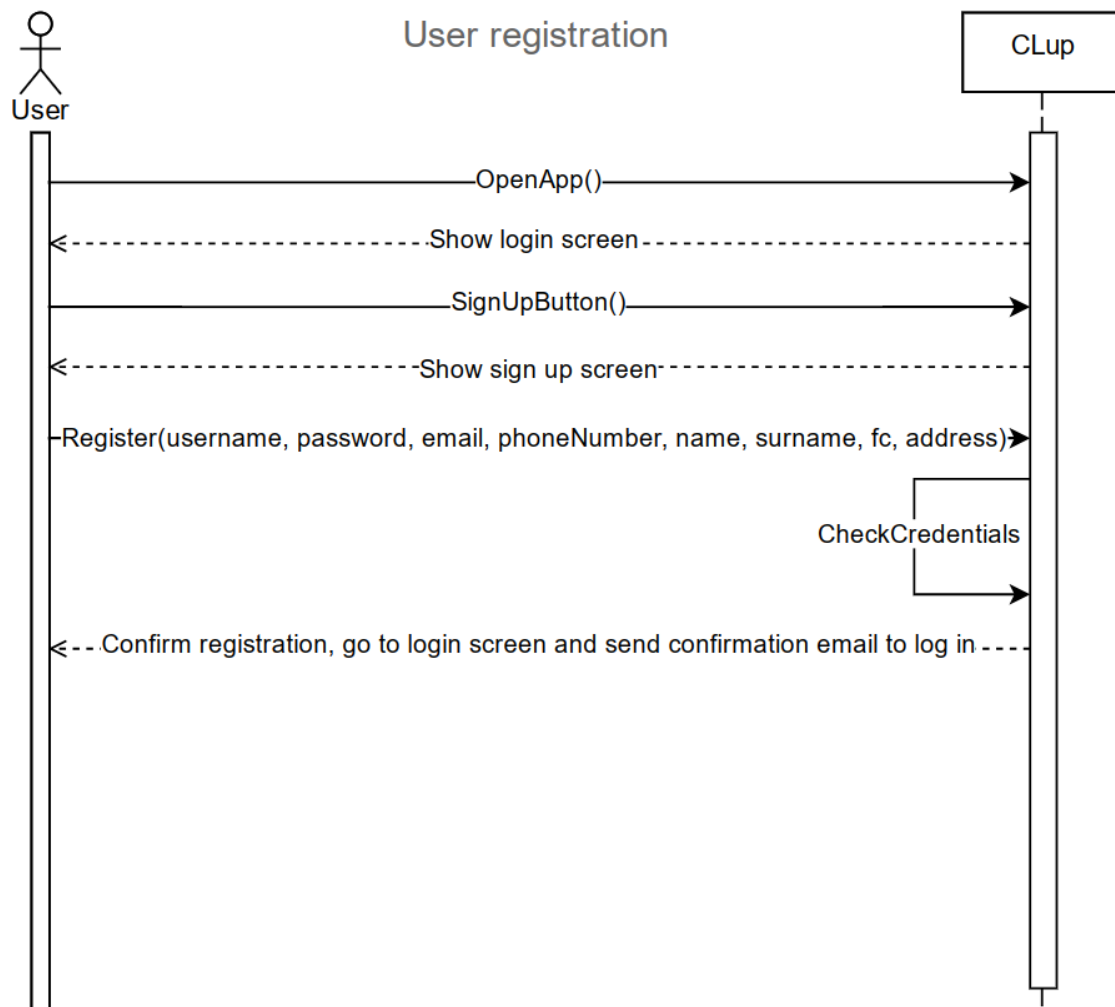 User registration
CLup
User
OpenApp()
Show login screen
SignUpButton()
Show sign up screen
Register(username, password, email, phoneNumber, name, surname, fc, address)
CheckCredentials
Confirm registration, go to login screen and send confirmation email to log in